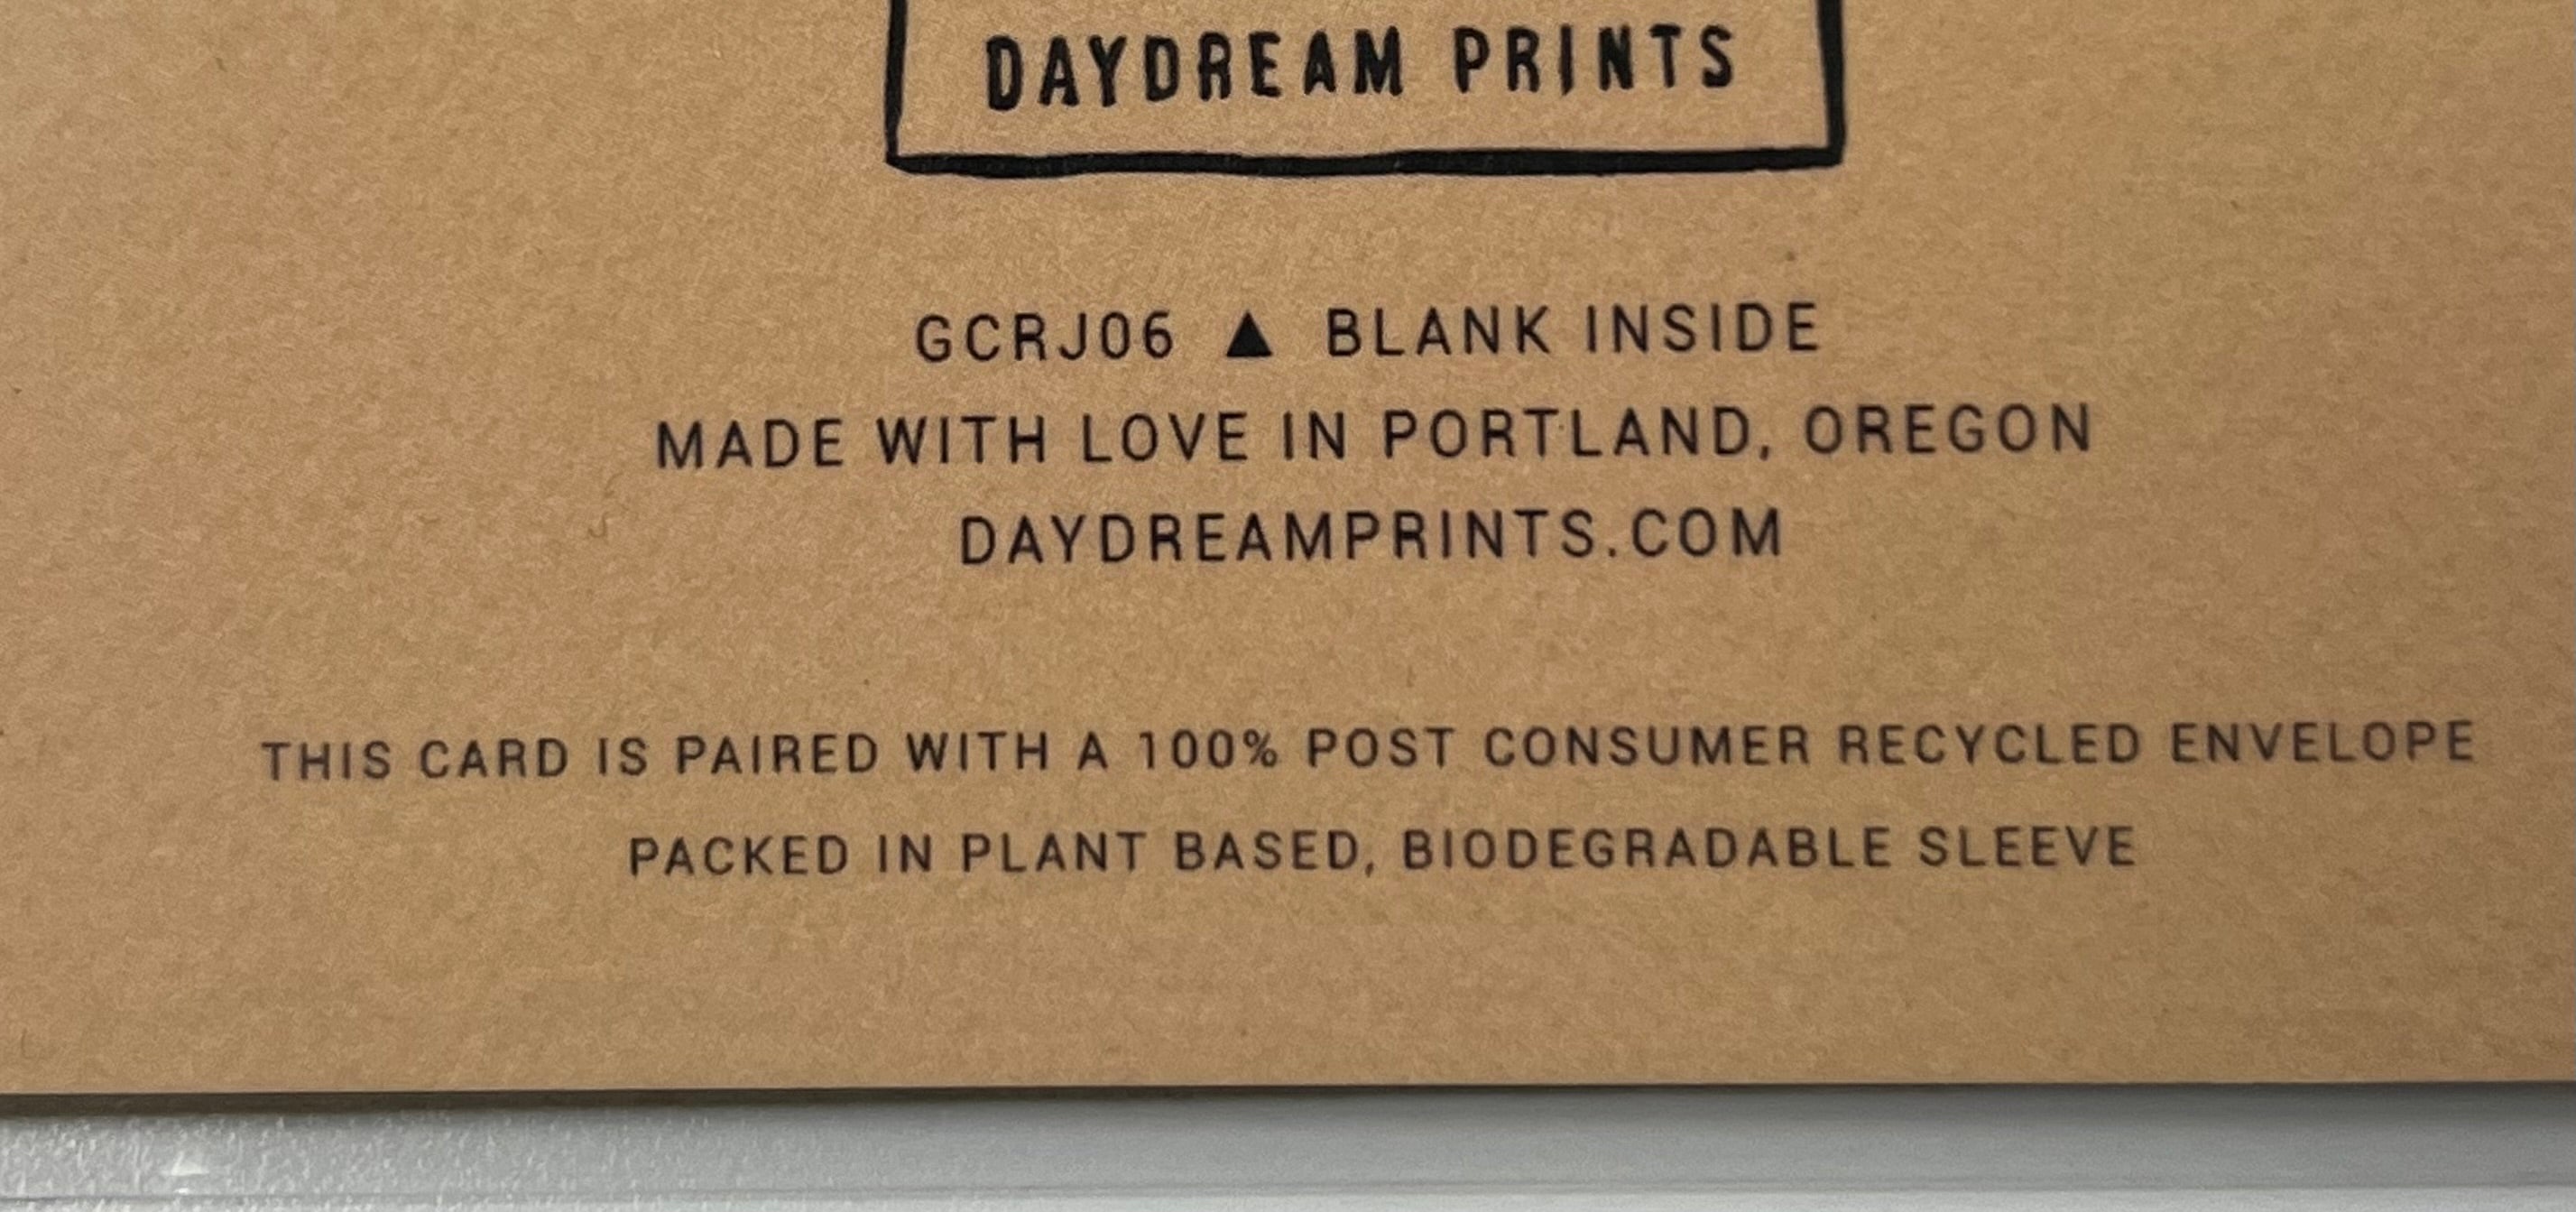 DAYDREAM PRINTS
GCRJ06 ▲ BLANK INSIDE
MADE WITH LOVE IN PORTLAND, OREGON
DAYDREAMPRINTS.COM
THIS CARD IS PAIRED WITH A 100% POST CONSUMER RECYCLED ENVELOPE
PACKED IN PLANT BASED, BIODEGRADABLE SLEEVE